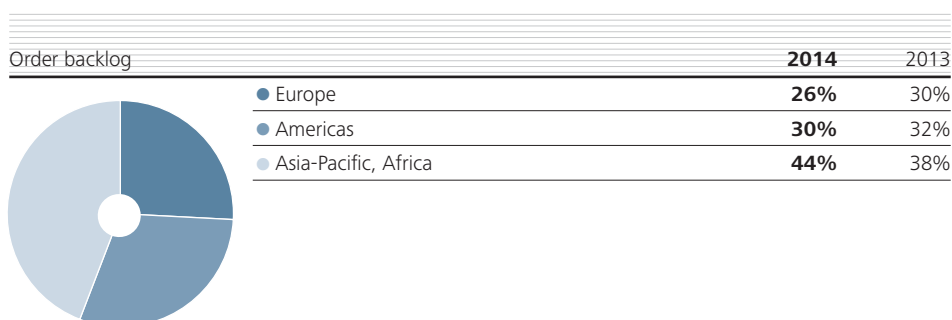 Order backlog 2014 2013
Europe 26% 30%
Americas 30% 32%
Asia-Pacific, Africa 44% 38%